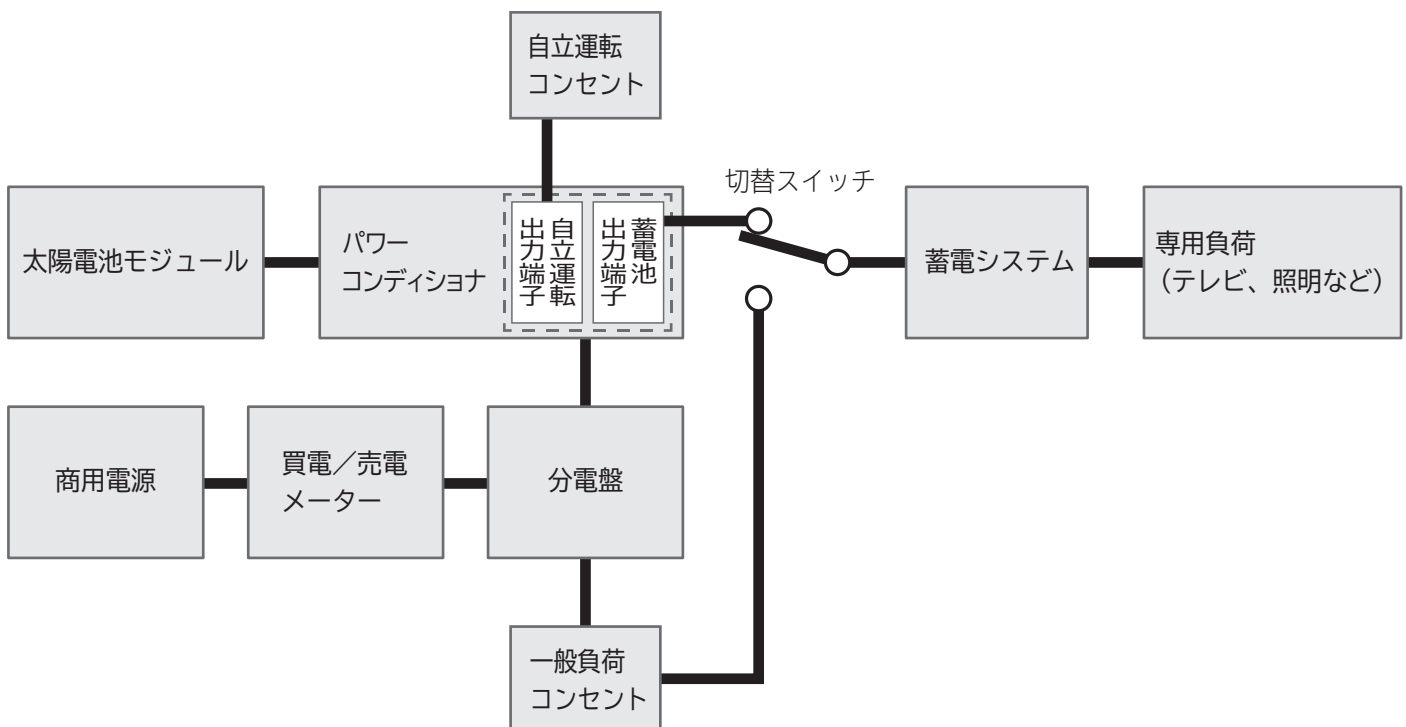 自立運転
コンセント
切替スイッチ
太陽電池モジュール
パワー
コンディショナ
自立運転
出力端子
蓄電池
出力端子
蓄電システム
専用負荷
（テレビ、照明など）
商用電源
買電／売電
メーター
分電盤
一般負荷
コンセント